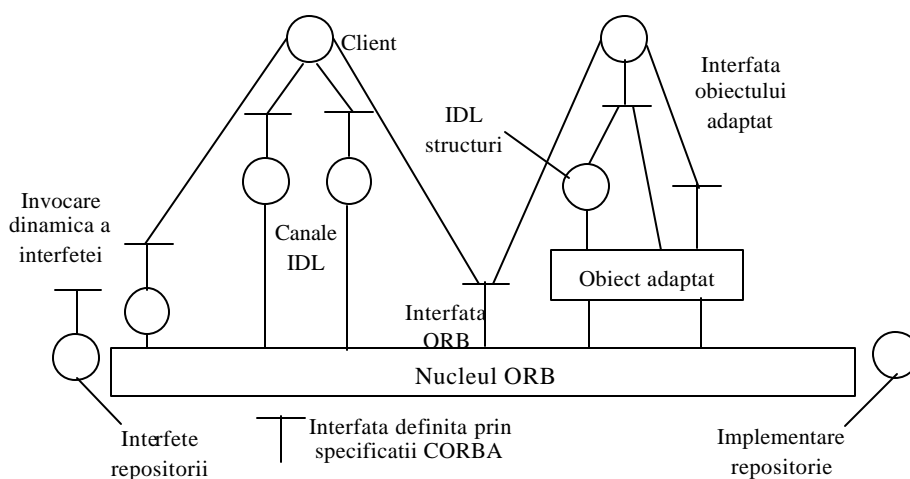 Client
Interfata
obiectului
adaptat
IDL
structuri
Invocare
dinamica a
interfetei
Canale
IDL
Obiect adaptat
Interfata
ORB
Nucleul ORB
Interfete
repositorii
Interfata definita prin
specificatii CORBA
Implementare
repositorie